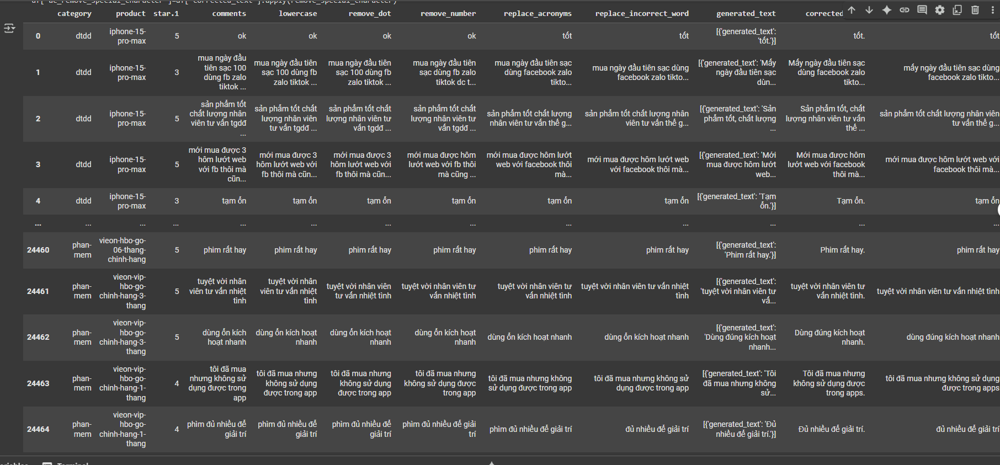 category product star.1 comments lowercase remove_dot remove_number replace_acronyms replace_incorrect_word generated_text corrected
0 dtdd iphone-15-pro-max 5 ok ok ok ok tốt tốt [{'generated_text': 'tốt.'}] tốt. tốt
1 dtdd iphone-15-pro-max 3 mua ngày đầu tiên sạc 100 dùng fb zalo tiktok ... mua ngày đầu tiên sạc 100 dùng fb zalo tiktok ... mua ngày đầu tiên sạc 100 dùng fb zalo tiktok ... mua ngày đầu tiên sạc dùng fb zalo tiktok dc t... mua ngày đầu tiên sạc dùng facebook zalo tikto... mua ngày đầu tiên sạc dùng facebook zalo tikto... [{'generated_text': 'Mấy ngày đầu tiên sạc dùn... Mấy ngày đầu tiên sạc dùng facebook zalo tikto... mấy ngày đầu tiên sạc dùng facebook zalo tikto...
2 dtdd iphone-15-pro-max 5 sản phẩm tốt chất lượng nhân viên tư vấn tgdđ ... sản phẩm tốt chất lượng nhân viên tư vấn tgdđ ... sản phẩm tốt chất lượng nhân viên tư vấn tgdđ ... sản phẩm tốt chất lượng nhân viên tư vấn tgdđ ... sản phẩm tốt chất lượng nhân viên tư vấn thế g... sản phẩm tốt chất lượng nhân viên tư vấn thế g... [{'generated_text': 'Sản phẩm tốt, chất lượng ... Sản phẩm tốt, chất lượng nhân viên tư vấn thế ... sản phẩm tốt chất lượng nhân viên tư vấn thế g...
3 dtdd iphone-15-pro-max 5 mới mua được 3 hôm lướt web với fb thôi mà cũn... mới mua được 3 hôm lướt web với fb thôi mà cũn... mới mua được 3 hôm lướt web với fb thôi mà cũn... mới mua được hôm lướt web với fb thôi mà cũng ... mới mua được hôm lướt web với facebook thôi mà... mới mua được hôm lướt web với facebook thôi mà... [{'generated_text': 'Mới mua được hôm lướt web... Mới mua được hôm lướt web với facebook thôi mà... mới mua được hôm lướt web với facebook thôi mà...
4 dtdd iphone-15-pro-max 3 tạm ổn tạm ổn tạm ổn tạm ổn tạm ổn tạm ổn [{'generated_text': 'Tạm ổn.'}] Tạm ổn. tạm ổn
... ... ... ... ... ... ... ... ... ... ... ... ...
24460 phan-mem vieon-hbo-go-06-thang-chinh-hang 5 phim rất hay phim rất hay phim rất hay phim rất hay phim rất hay phim rất hay [{'generated_text': 'Phim rất hay.'}] Phim rất hay. phim rất hay
24461 phan-mem vieon-vip-hbo-go-chinh-hang-3-thang 5 tuyệt vời nhân viên tư vấn nhiệt tình tuyệt vời nhân viên tư vấn nhiệt tình tuyệt vời nhân viên tư vấn nhiệt tình tuyệt vời nhân viên tư vấn nhiệt tình tuyệt vời nhân viên tư vấn nhiệt tình tuyệt vời nhân viên tư vấn nhiệt tình [{'generated_text': 'tuyệt vời nhân viên tư vấ... tuyệt vời nhân viên tư vấn nhiệt tình. tuyệt vời nhân viên tư vấn nhiệt tình
24462 phan-mem vieon-vip-hbo-go-chinh-hang-3-thang 5 dùng ổn kích hoạt nhanh dùng ổn kích hoạt nhanh dùng ổn kích hoạt nhanh dùng ổn kích hoạt nhanh dùng ổn kích hoạt nhanh dùng ổn kích hoạt nhanh [{'generated_text': 'Dùng đúng kích hoạt nhanh... Dùng đúng kích hoạt nhanh. dùng đúng kích hoạt nhanh
24463 phan-mem vieon-vip-hbo-go-chinh-hang-1-thang 4 tôi đã mua nhưng không sử dụng được trong app tôi đã mua nhưng không sử dụng được trong app tôi đã mua nhưng không sử dụng được trong app tôi đã mua nhưng không sử dụng được trong app tôi đã mua nhưng không sử dụng được trong app tôi đã mua nhưng không sử dụng được trong app [{'generated_text': 'Tôi đã mua nhưng không sử... Tôi đã mua nhưng không sử dụng được trong apps. tôi đã mua nhưng không sử dụng được trong apps
24464 phan-mem vieon-vip-hbo-go-chinh-hang-1-thang 4 phìm đủ nhiều để giải trí phìm đủ nhiều để giải trí phìm đủ nhiều để giải trí phìm đủ nhiều để giải trí phìm đủ nhiều để giải trí đủ nhiều để giải trí [{'generated_text': 'Đủ nhiều để giải trí.'}] Đủ nhiều để giải trí. đủ nhiều để giải trí